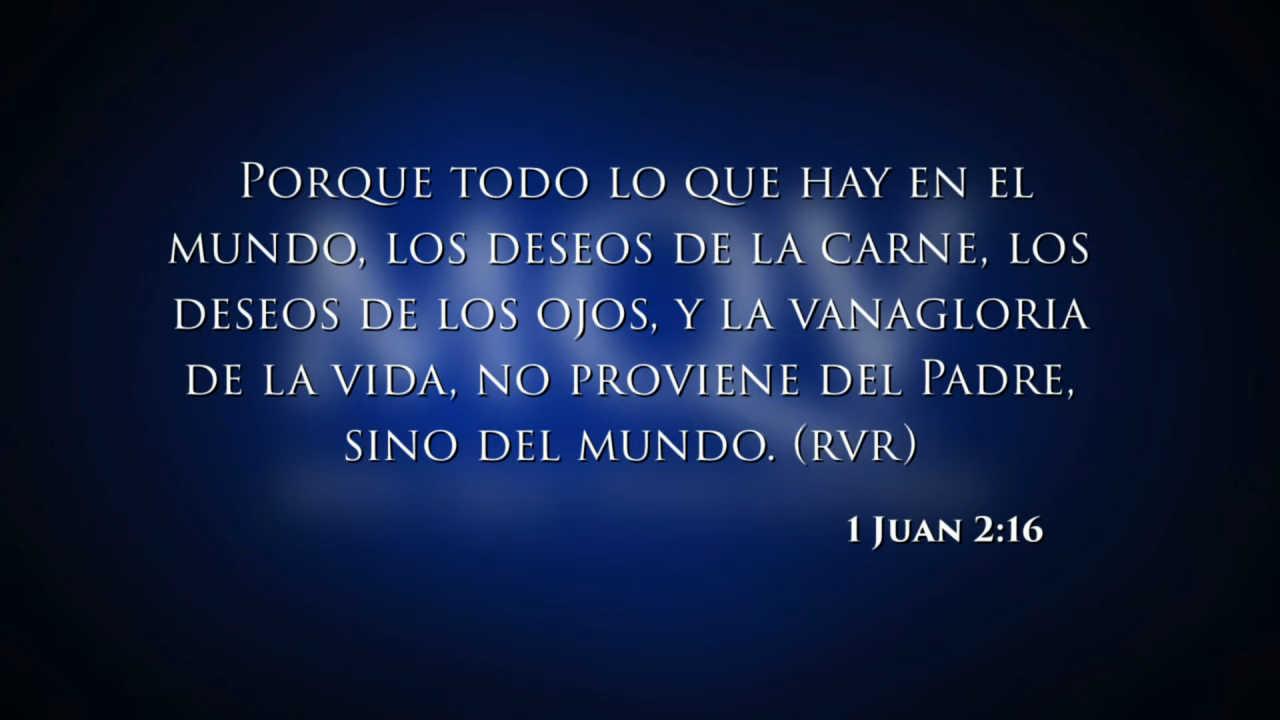 Porque todo lo que hay en el
mundo, los deseos de la carne, los
deseos de los ojos, y la vanagloria
de la vida, no proviene del Padre,
sino del mundo. (rvr)
1 Juan 2:16